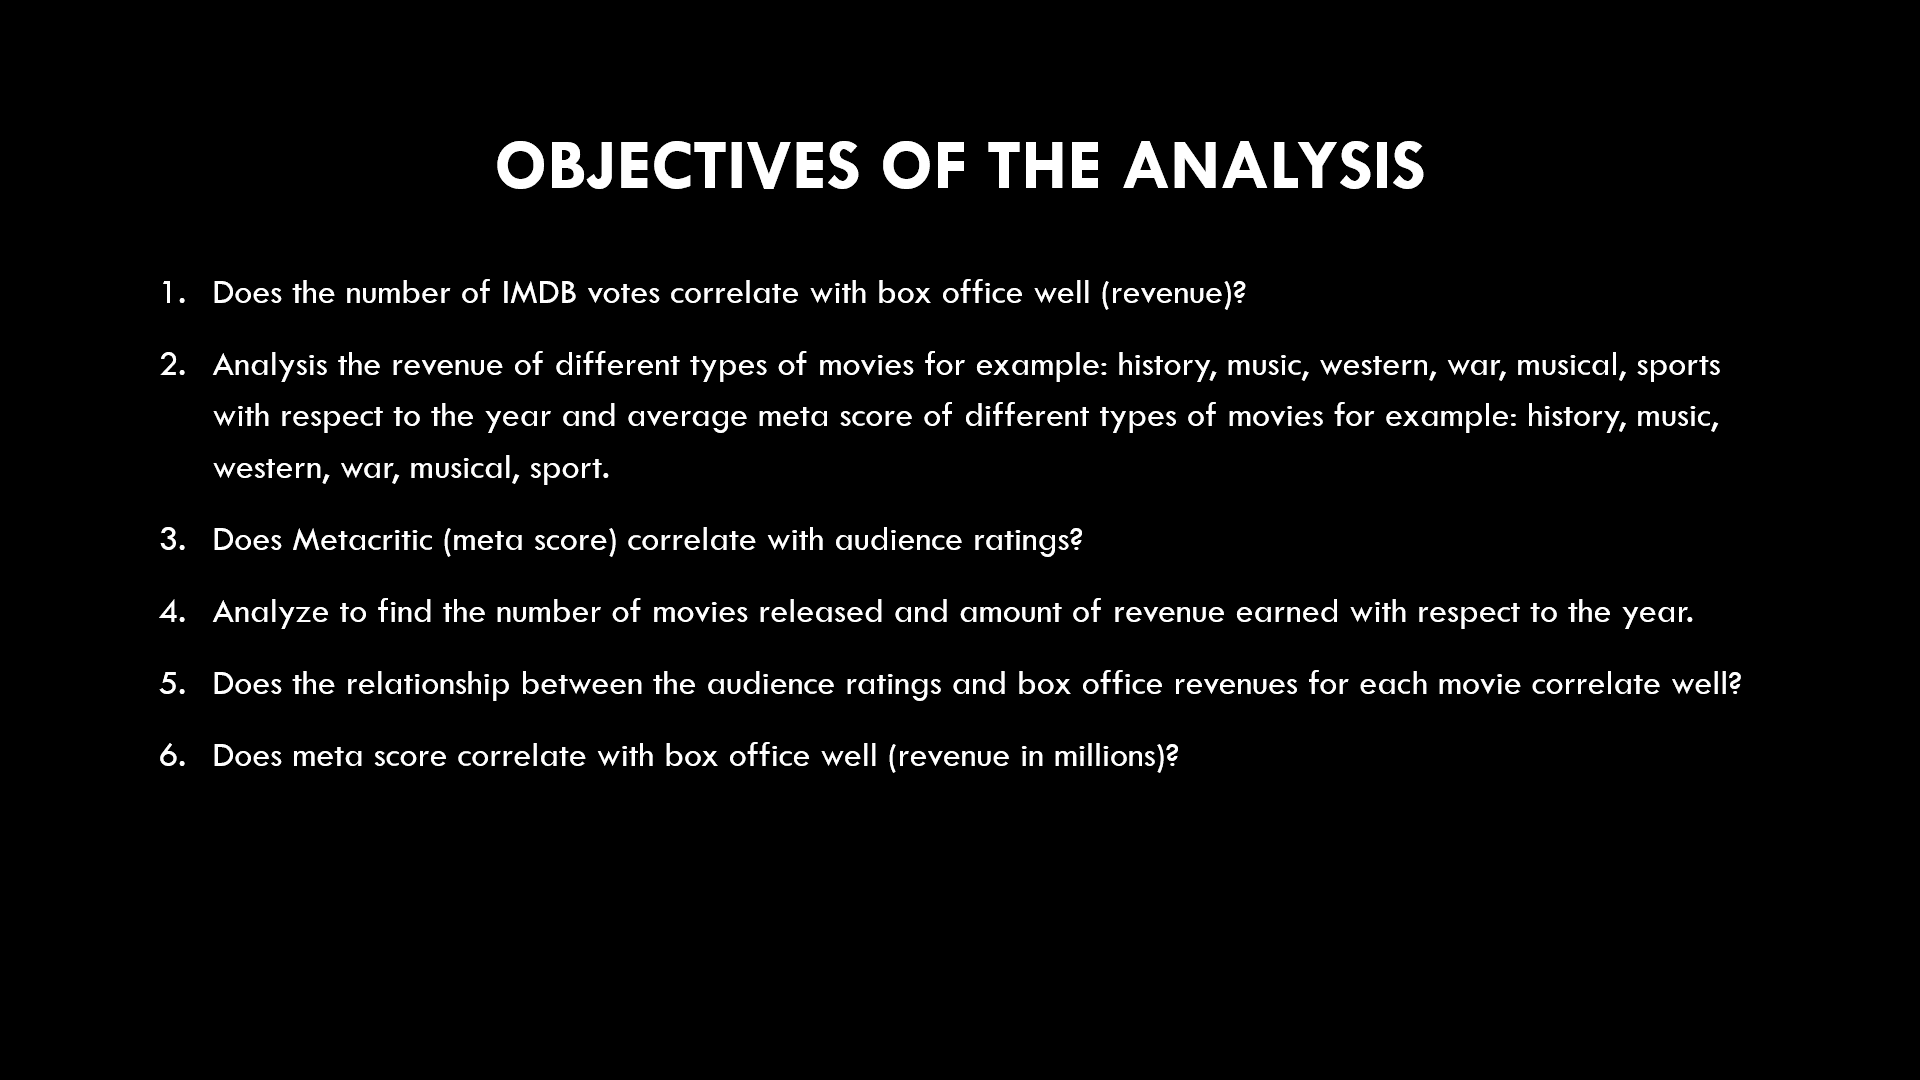 OBJECTIVES OF THE ANALYSIS
1. Does the number of IMDB votes correlate with box office well (revenue)?
2. Analysis the revenue of different types of movies for example: history, music, western, war, musical, sports
with respect to the year and average meta score of different types of movies for example: history, music,
western, war, musical, sport.
3. Does Metacritic (meta score) correlate with audience ratings?
4. Analyze to find the number of movies released and amount of revenue earned with respect to the year.
5. Does the relationship between the audience ratings and box office revenues for each movie correlate well?
6. Does meta score correlate with box office well (revenue in millions)?